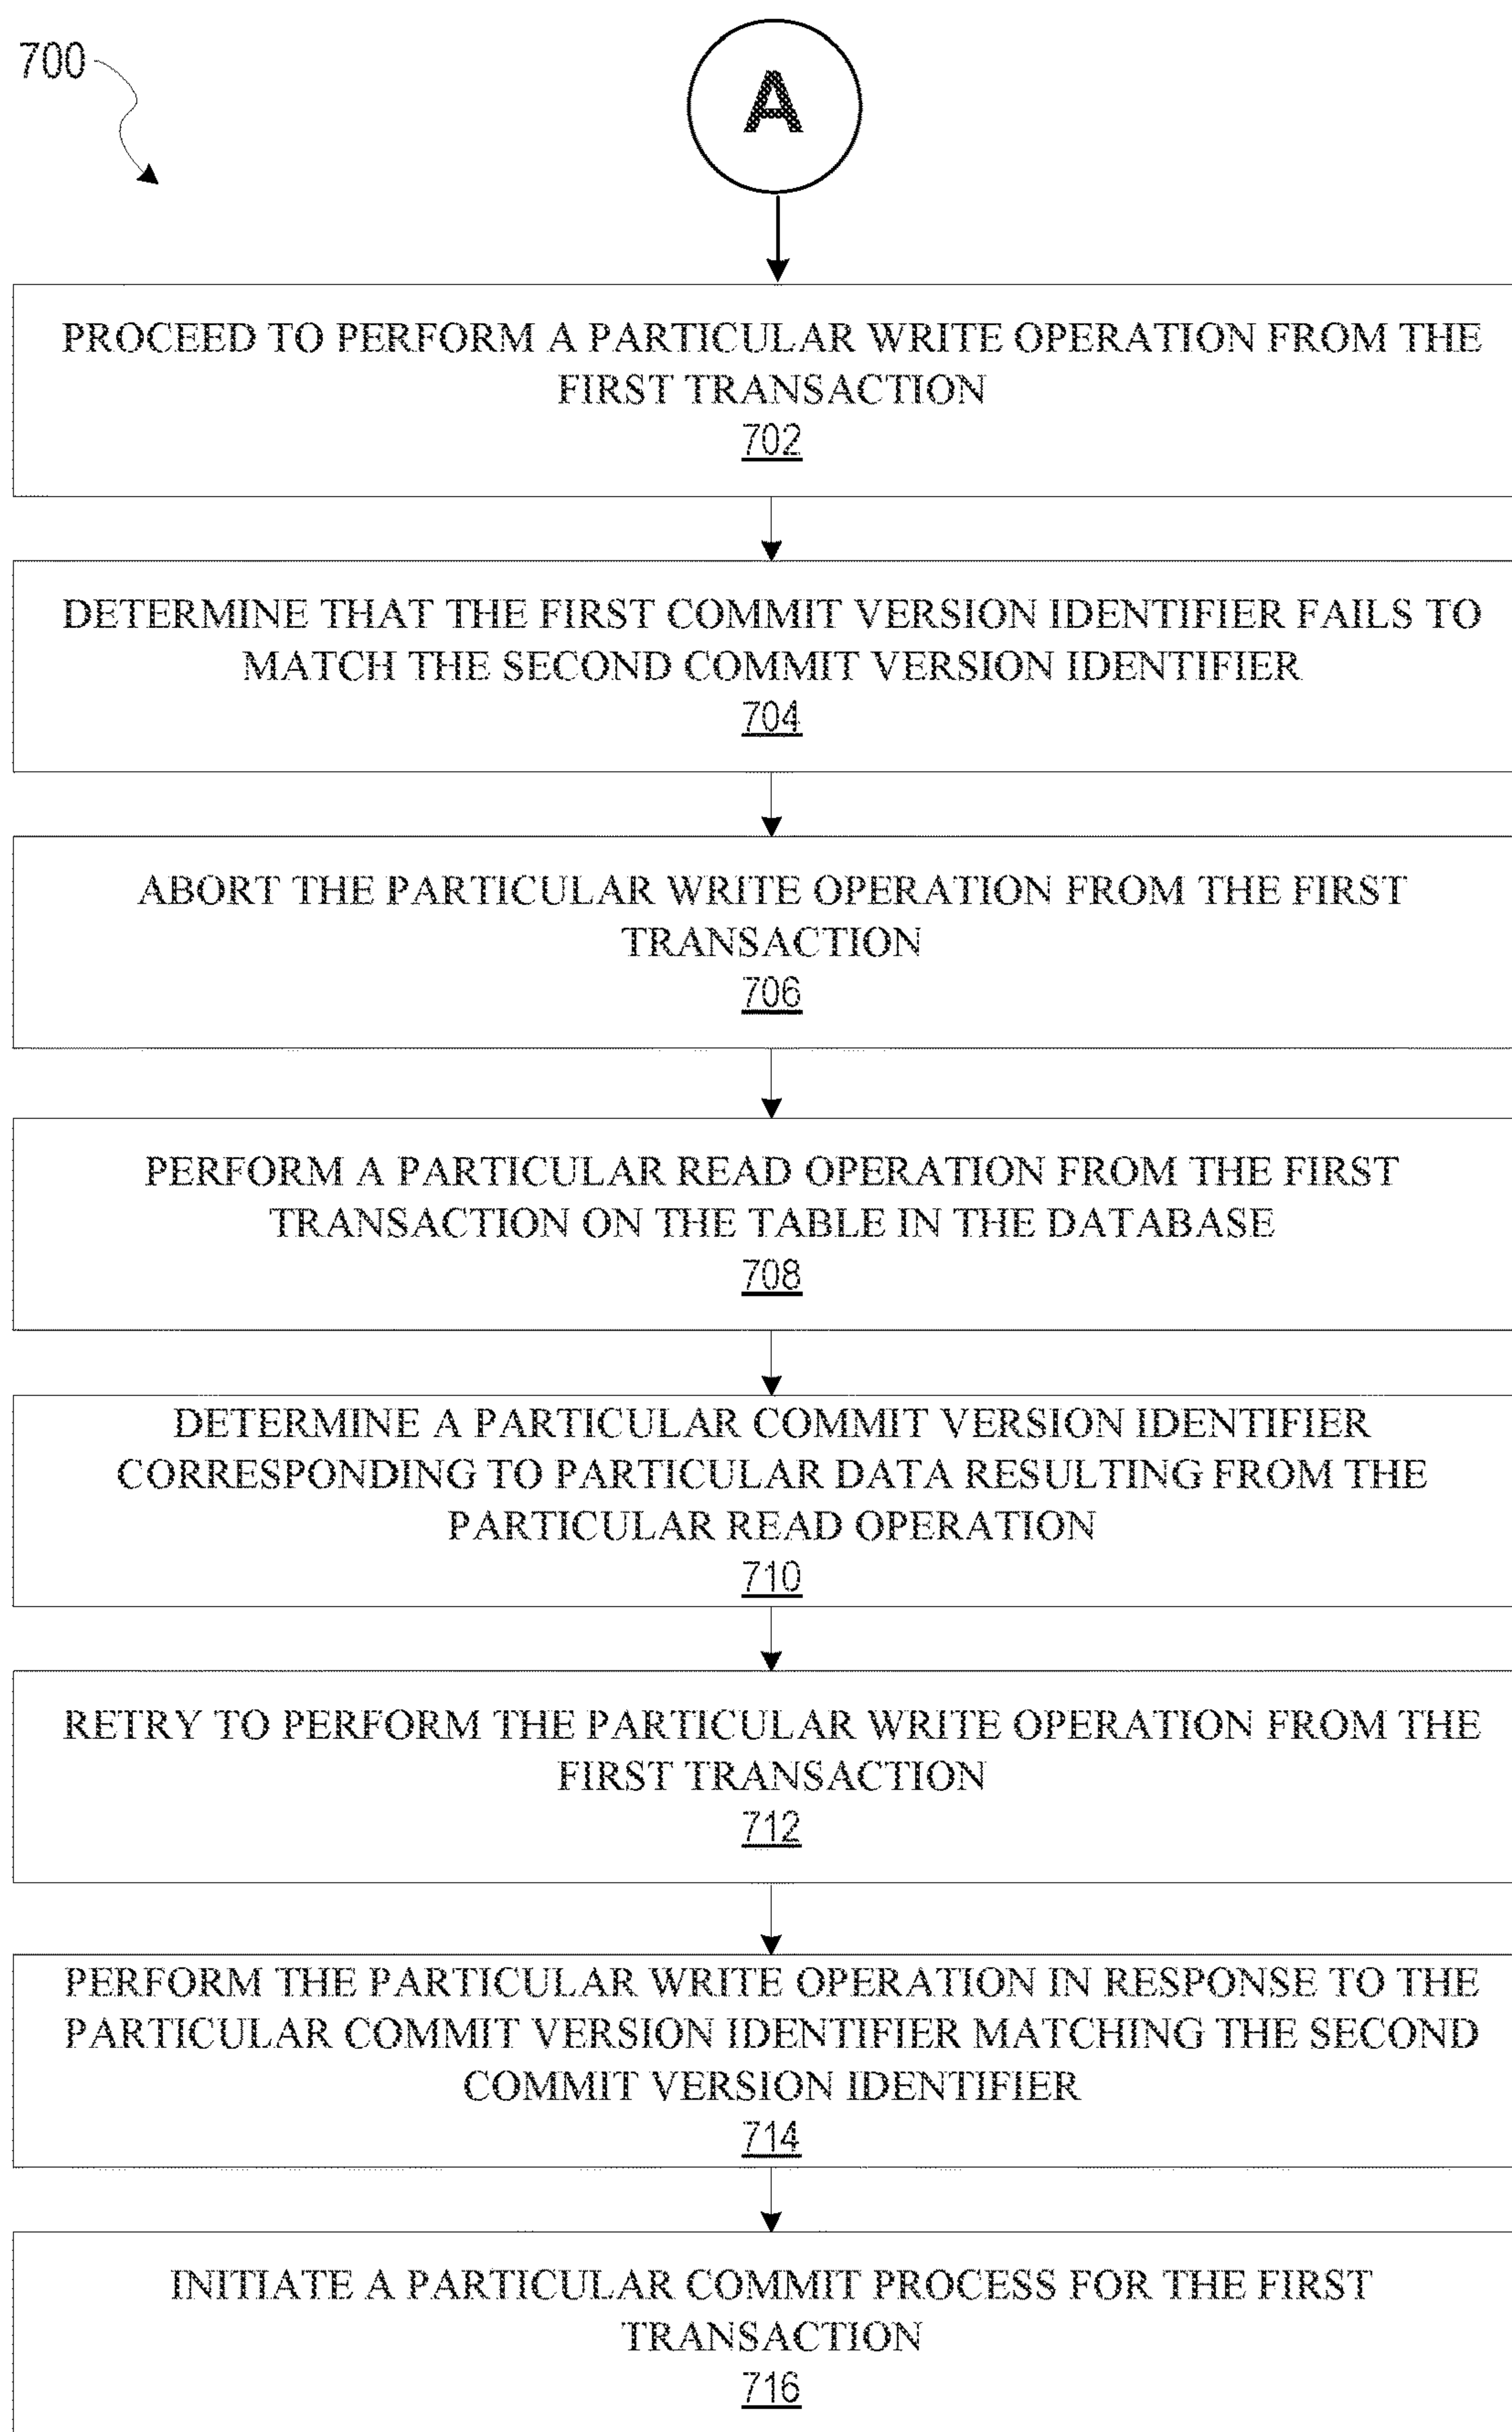 700
A
PROCEED TO PERFORM A PARTICULAR WRITE OPERATION FROM THE
FIRST TRANSACTION
702
DETERMINE THAT THE FIRST COMMIT VERSION IDENTIFIER FAILS TO
MATCH THE SECOND COMMIT VERSION IDENTIFIER
704
ABORT THE PARTICULAR WRITE OPERATION FROM THE FIRST
TRANSACTION
706
PERFORM A PARTICULAR READ OPERATION FROM THE FIRST
TRANSACTION ON THE TABLE IN THE DATABASE
708
DETERMINE A PARTICULAR COMMIT VERSION IDENTIFIER
CORRESPONDING TO PARTICULAR DATA RESULTING FROM THE
PARTICULAR READ OPERATION
710
RETRY TO PERFORM THE PARTICULAR WRITE OPERATION FROM THE
FIRST TRANSACTION
712
PERFORM THE PARTICULAR WRITE OPERATION IN RESPONSE TO THE
PARTICULAR COMMIT VERSION IDENTIFIER MATCHING THE SECOND
COMMIT VERSION IDENTIFIER
714
INITIATE A PARTICULAR COMMIT PROCESS FOR THE FIRST
TRANSACTION
716